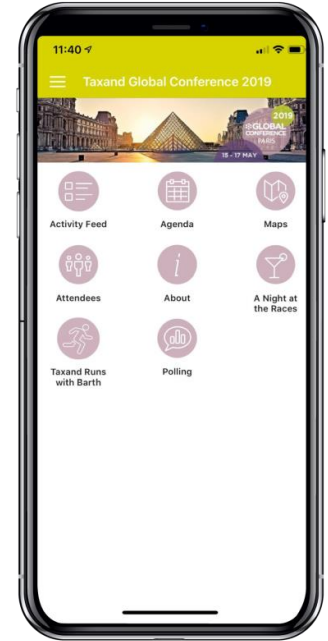 11:40
Taxand Global Conference 2019
2019
GLOBAL
CONFERENCE
PARIS
15 - 17 MAY
Activity Feed
Agenda
Maps
Attendees
About
A Night at
the Races
Taxand Runs
with Barth
Polling